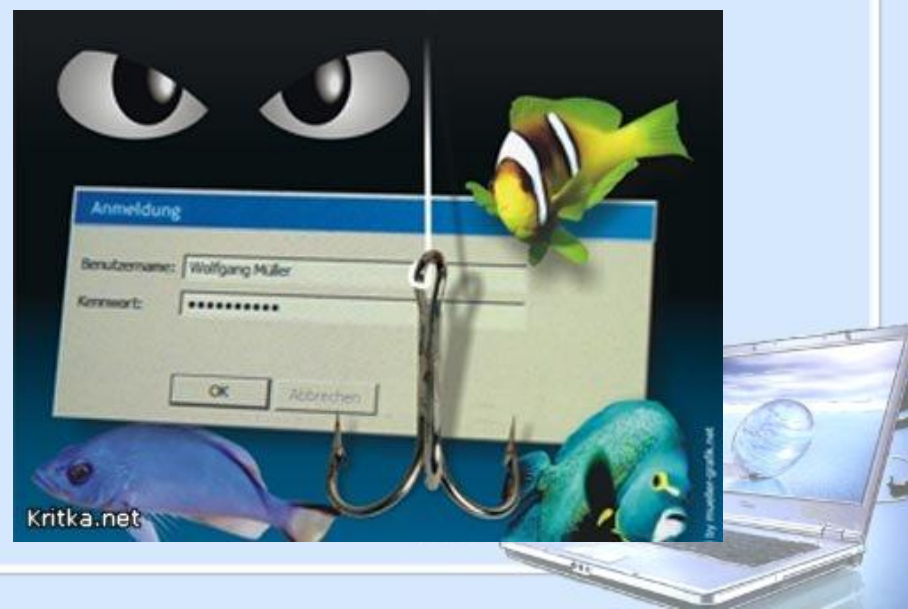 Anmeldung
Benutzername: Wolfgang Müller
Kennwort: ●●●●●●●●●●
OK Abbrechen
Kritka.net
by mueller-grafik.net